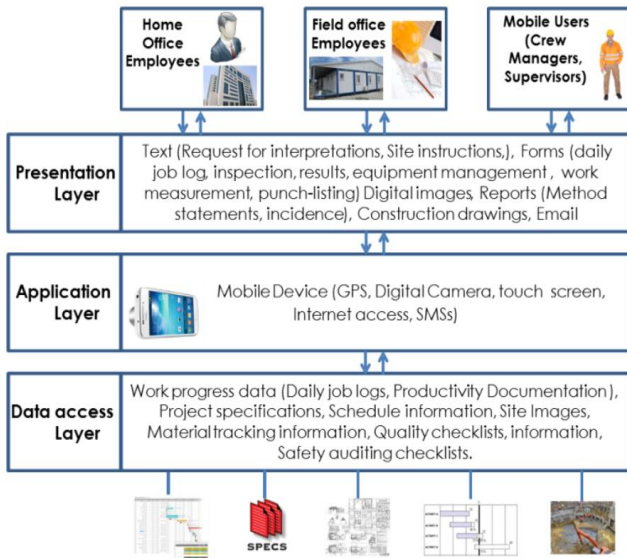 Home
Office
Employees
Field office
Employees
Mobile Users
(Crew
Managers,
Supervisors)
Presentation
Layer
Text (Request for interpretations, Site instructions,), Forms (daily
job log, inspection, results, equipment management , work
measurement, punch-listing) Digital images, Reports (Method
statements, incidence), Construction drawings, Email
Application
Layer
Mobile Device (GPS, Digital Camera, touch screen,
Internet access, SMSs)
Data access
Layer
Work progress data (Daily job logs, Productivity Documentation),
Project specifications, Schedule information, Site Images,
Material tracking information, Quality checklists, information,
Safety auditing checklists.
SPECS